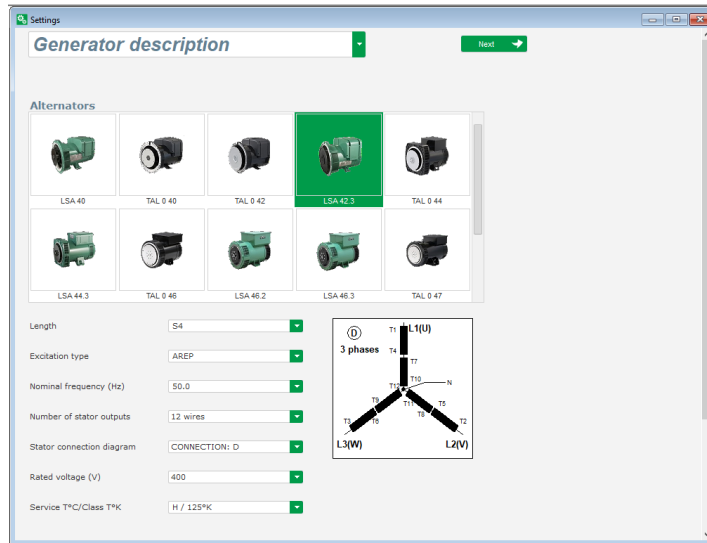 Settings
Generator description
Next
Alternators
LSA 40
TAL 0 40
TAL 0 42
LSA 42.3
TAL 0 44
LSA 44.3
TAL 0 46
LSA 46.2
LSA 46.3
TAL 0 47
Length S4
Excitation type AREP
Nominal frequency (Hz) 50.0
Number of stator outputs 12 wires
Stator connection diagram CONNECTION: D
Rated voltage (V) 400
Service T°C/Class T°K H / 125°K
D
3 phases
T1 L1(U)
T4
T7
T10
T12 N
T9 T11 T5
T3 T6 T8 T2
L3(W) L2(V)